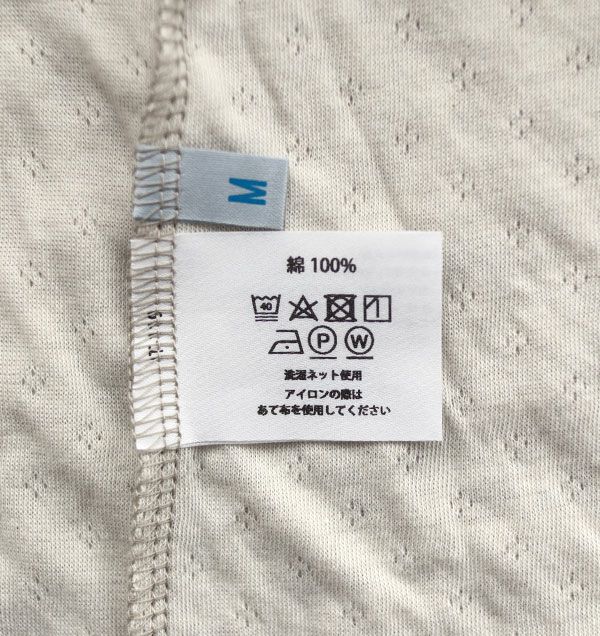 M
綿 100%
40
P W
洗濯ネット使用
アイロンの際は
あて布を使用してください